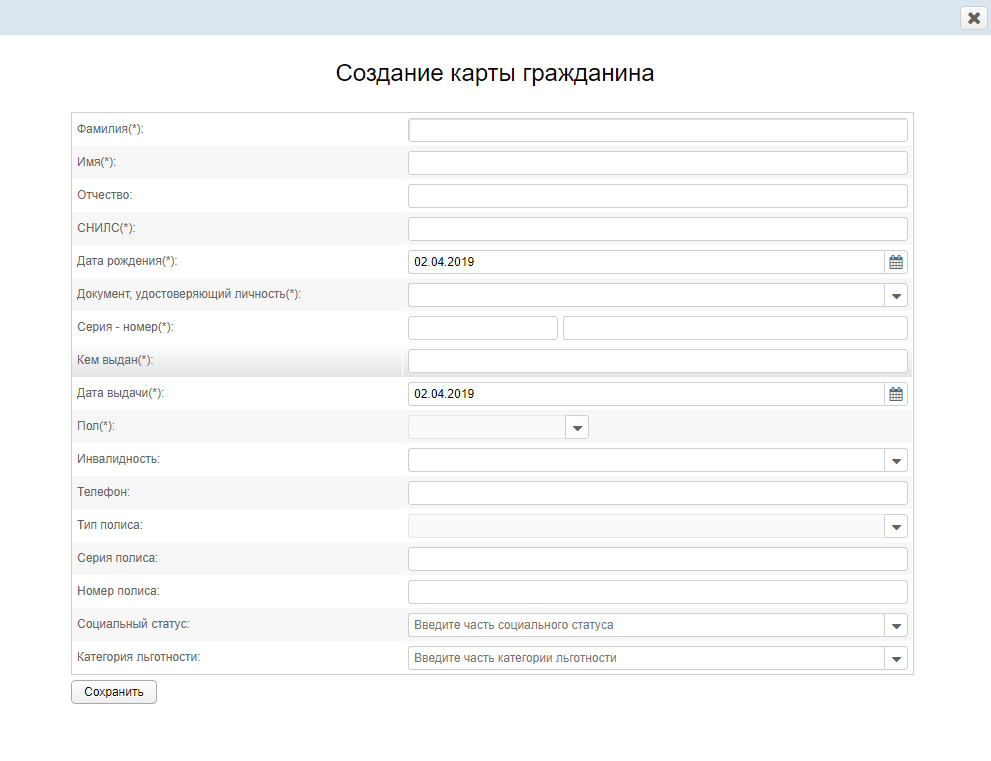 Создание карты гражданина
Фамилия(*):
Имя(*):
Отчество:
СНИЛС(*):
Дата рождения(*): 02.04.2019
Документ, удостоверяющий личность(*):
Серия - номер(*):
Кем выдан(*):
Дата выдачи(*): 02.04.2019
Пол(*):
Инвалидность:
Телефон:
Тип полиса:
Серия полиса:
Номер полиса:
Социальный статус: Введите часть социального статуса
Категория льготности: Введите часть категории льготности
Сохранить